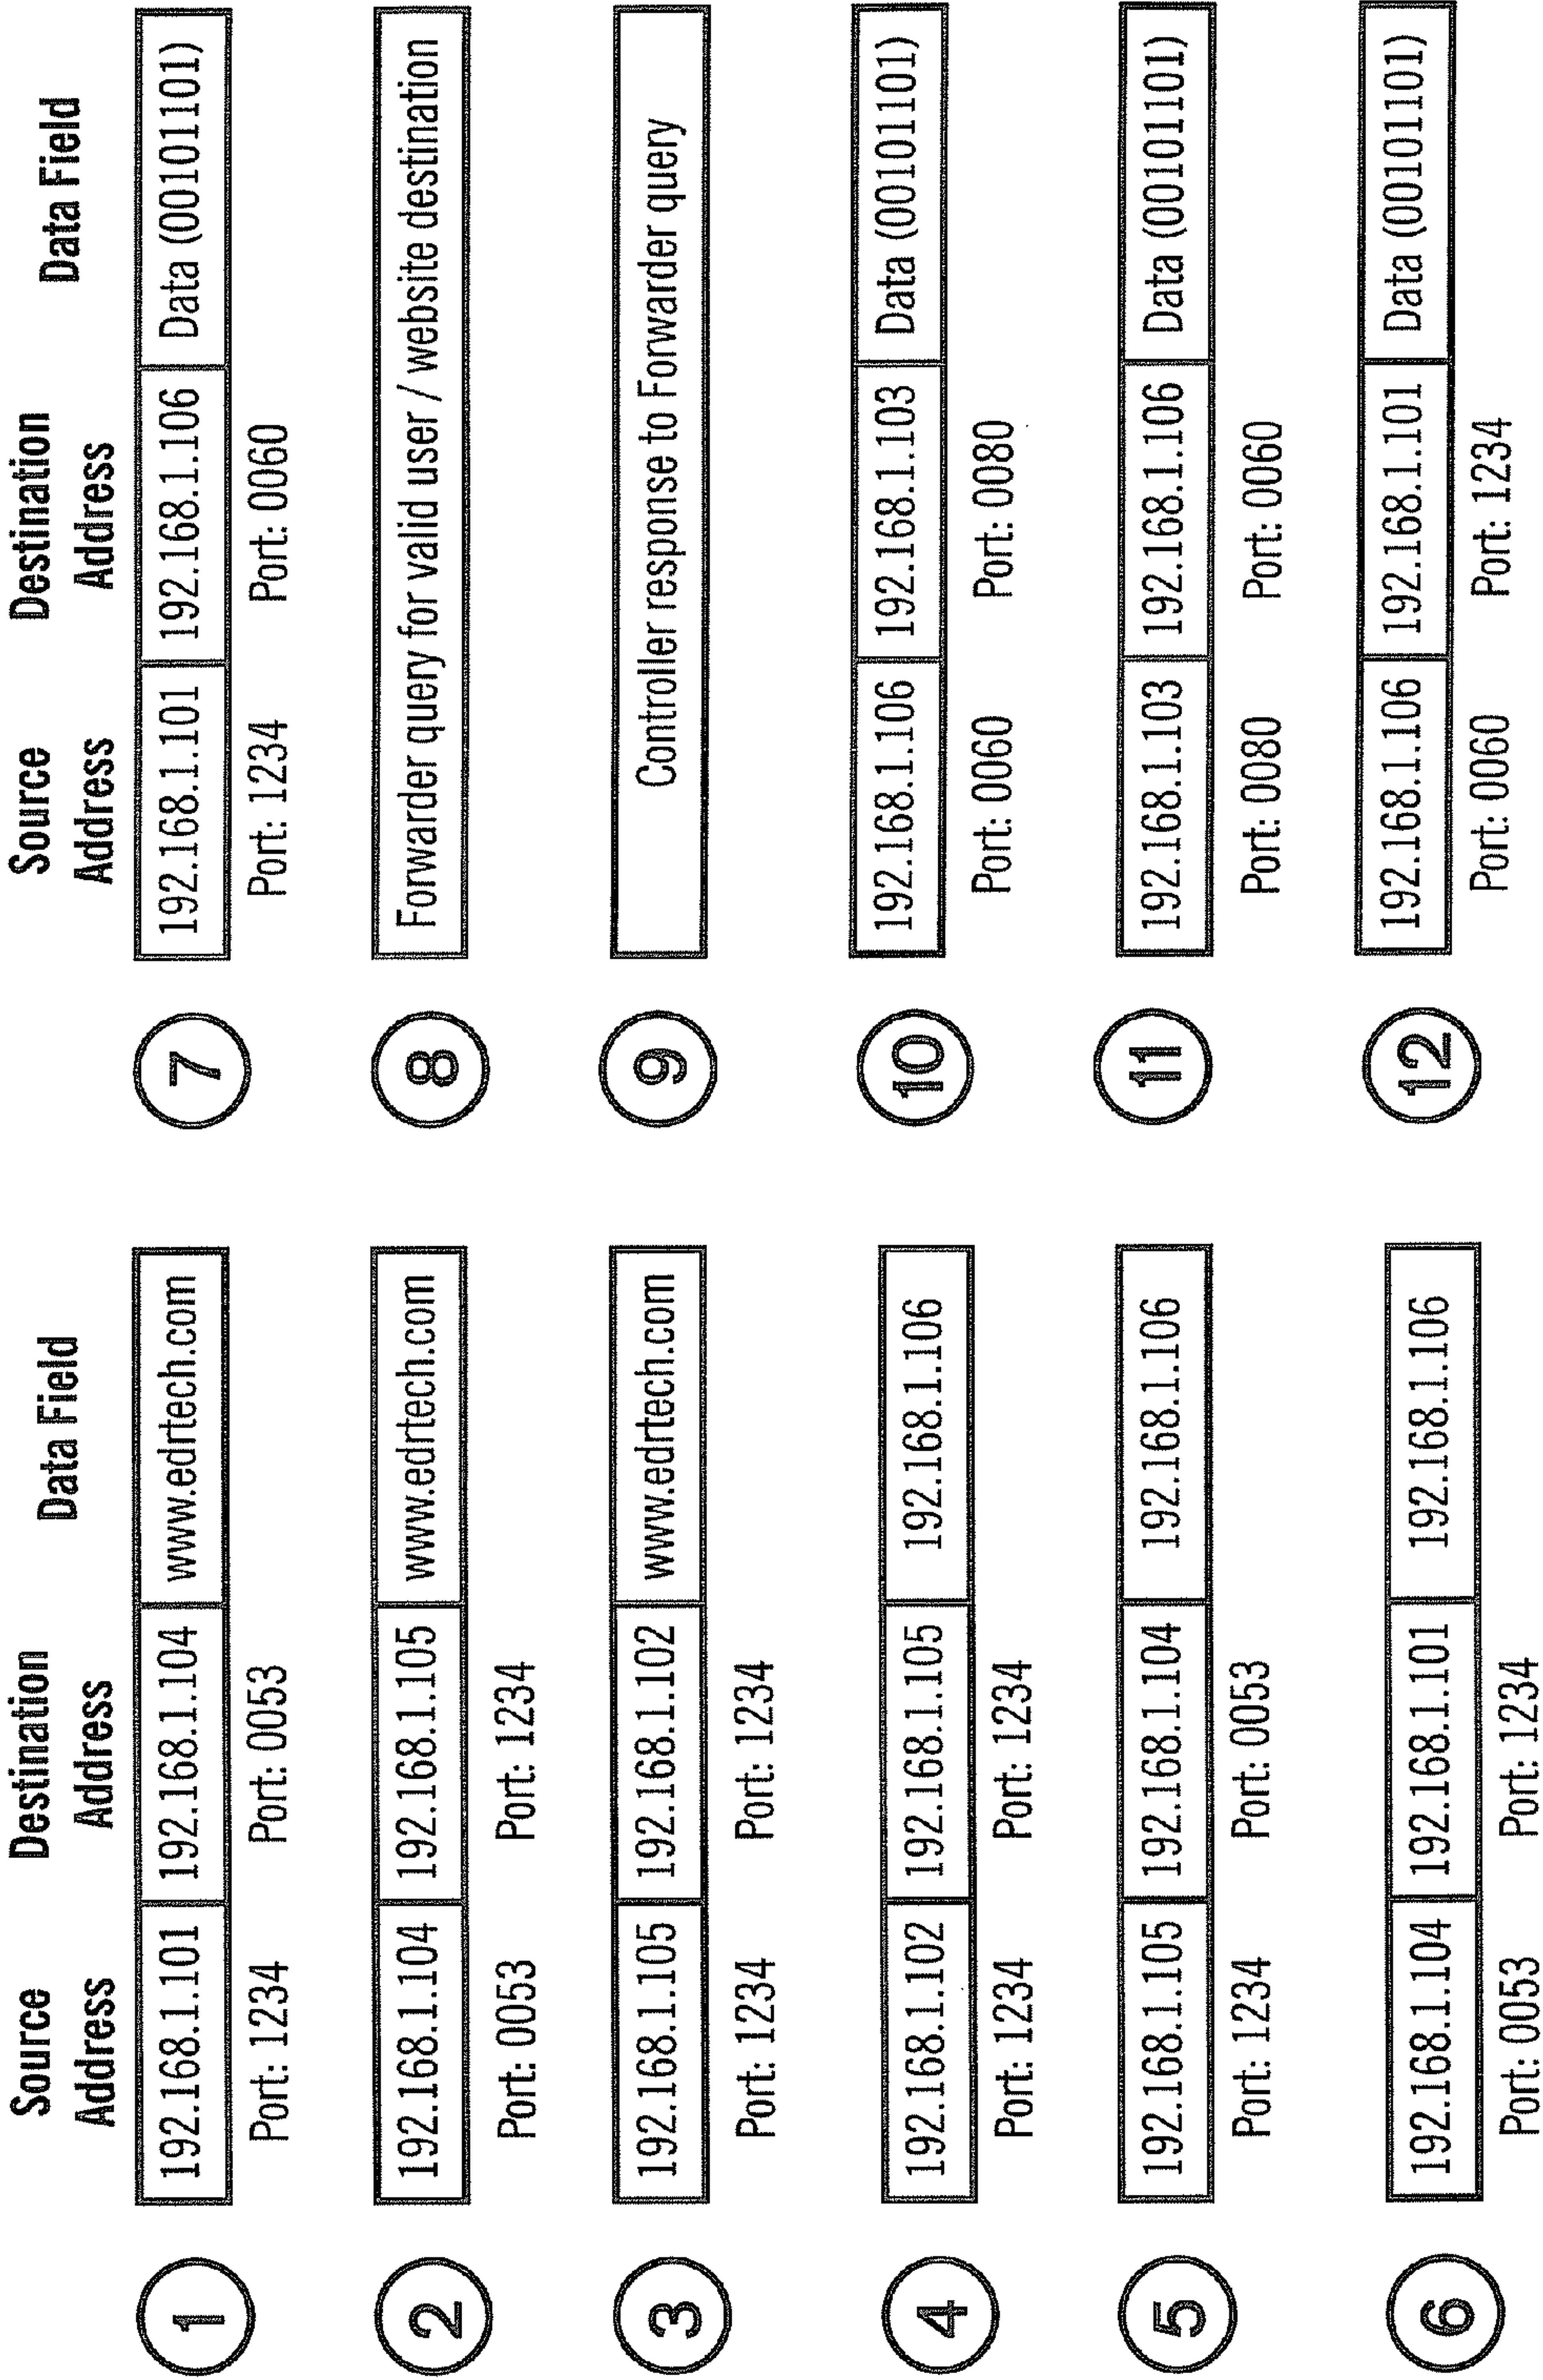 Source Address
Destination Address
Data Field
1
192.168.1.101 192.168.1.104 www.edrtech.com
Port: 1234 Port: 0053
2
192.168.1.104 192.168.1.105 www.edrtech.com
Port: 0053 Port: 1234
3
192.168.1.105 192.168.1.102 www.edrtech.com
Port: 1234 Port: 1234
4
192.168.1.102 192.168.1.105 192.168.1.106
Port: 1234 Port: 1234
5
192.168.1.105 192.168.1.104 192.168.1.106
Port: 1234 Port: 0053
6
192.168.1.104 192.168.1.101 192.168.1.106
Port: 0053 Port: 1234
Source Address
Destination Address
Data Field
7
192.168.1.101 192.168.1.106 Data (00101101)
Port: 1234 Port: 0060
8
Forwarder query for valid user / website destination
9
Controller response to Forwarder query
10
192.168.1.106 192.168.1.103 Data (00101101)
Port: 0060 Port: 0080
11
192.168.1.103 192.168.1.106 Data (00101101)
Port: 0080 Port: 0060
12
192.168.1.106 192.168.1.101 Data (00101101)
Port: 0060 Port: 1234